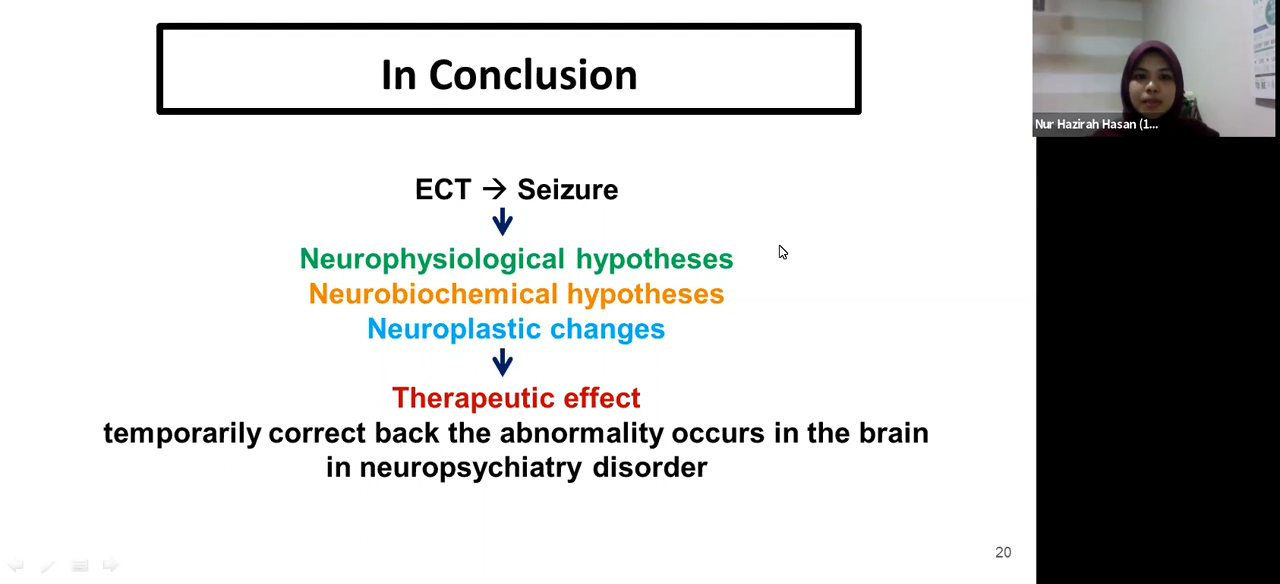 In Conclusion
Nur Hazirah Hasan (1...
ECT → Seizure
Neurophysiological hypotheses
Neurobiochemical hypotheses
Neuroplastic changes
Therapeutic effect
temporarily correct back the abnormality occurs in the brain
in neuropsychiatry disorder
20